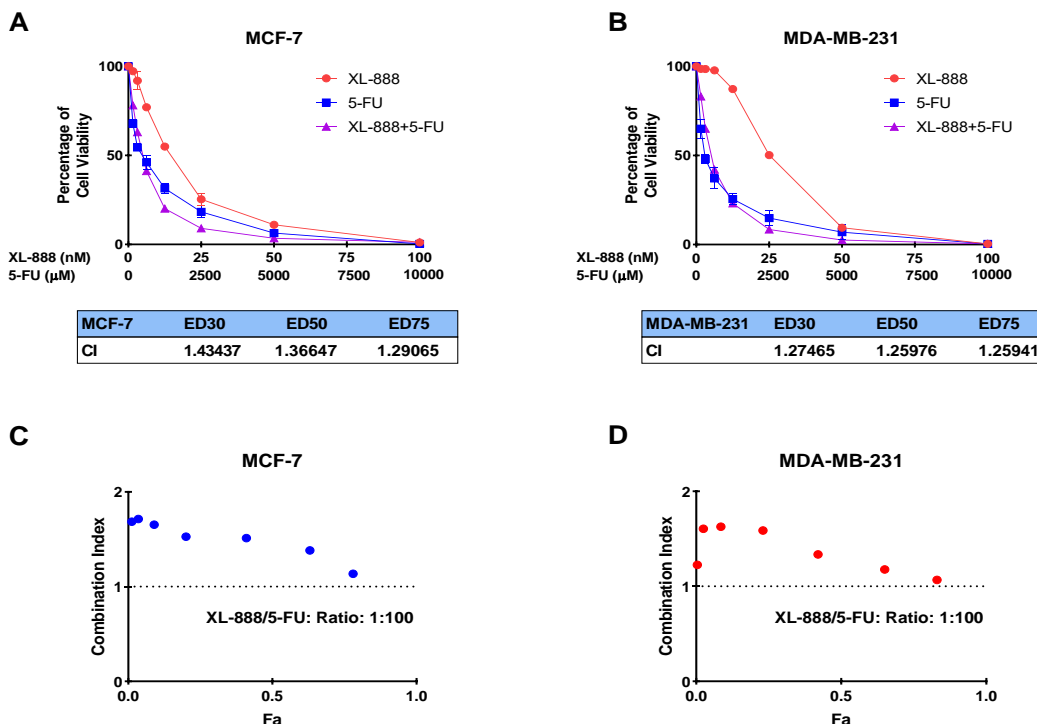 A
MCF-7
Percentage of
Cell Viability
100
50
0
XL-888
5-FU
XL-888+5-FU
XL-888 (nM) 0 25 50 75 100
5-FU (μM) 0 2500 5000 7500 10000
MCF-7 ED30 ED50 ED75
CI 1.43437 1.36647 1.29065
B
MDA-MB-231
Percentage of
Cell Viability
100
50
0
XL-888
5-FU
XL-888+5-FU
XL-888 (nM) 0 25 50 75 100
5-FU (μM) 0 2500 5000 7500 10000
MDA-MB-231 ED30 ED50 ED75
CI 1.27465 1.25976 1.25941
C
MCF-7
Combination Index
2
1
0
XL-888/5-FU: Ratio: 1:100
0.0 0.5 1.0
Fa
D
MDA-MB-231
Combination Index
2
1
0
XL-888/5-FU: Ratio: 1:100
0.0 0.5 1.0
Fa